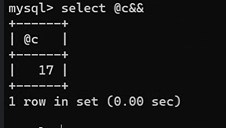 mysql> select @c&&
+------+
| @c   |
+------+
|   17 |
+------+
1 row in set (0.00 sec)